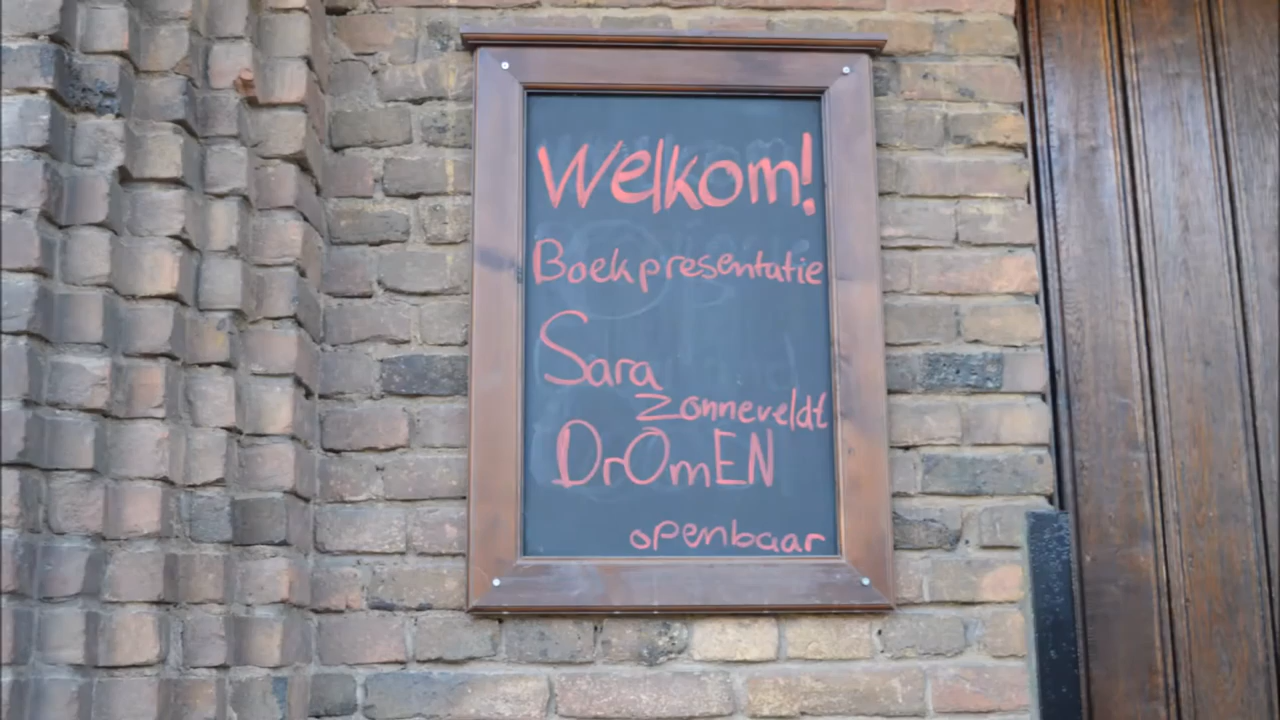 Welkom!
Boekpresentatie
Sara
Zonneveldt
DrOmEN
openbaar